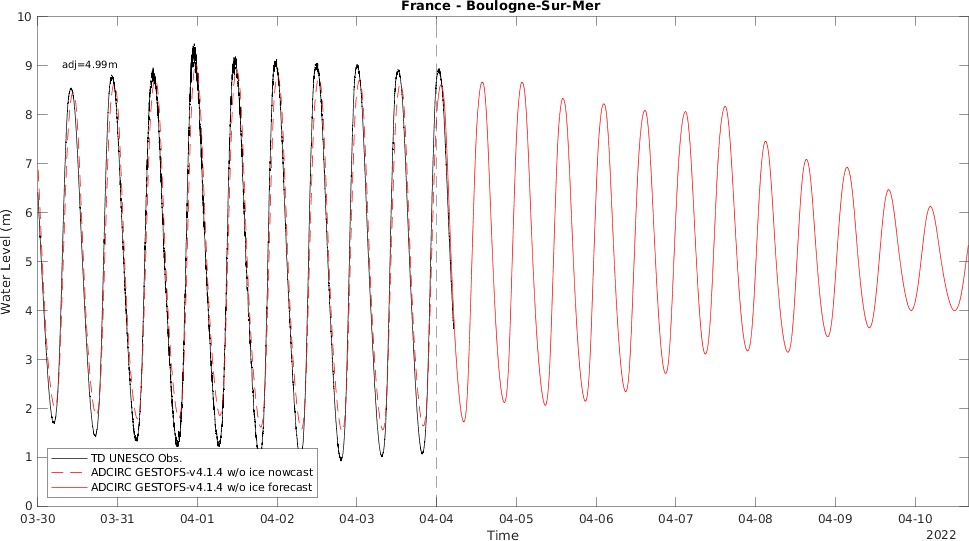 France - Boulogne-Sur-Mer
10
adj=4.99m
9
8
7
6
5
4
3
2
1
0
Water Level (m)
TD UNESCO Obs.
ADCIRC GESTOFS-v4.1.4 w/o ice nowcast
ADCIRC GESTOFS-v4.1.4 w/o ice forecast
03-30 03-31 04-01 04-02 04-03 04-04 04-05 04-06 04-07 04-08 04-09 04-10
Time
2022